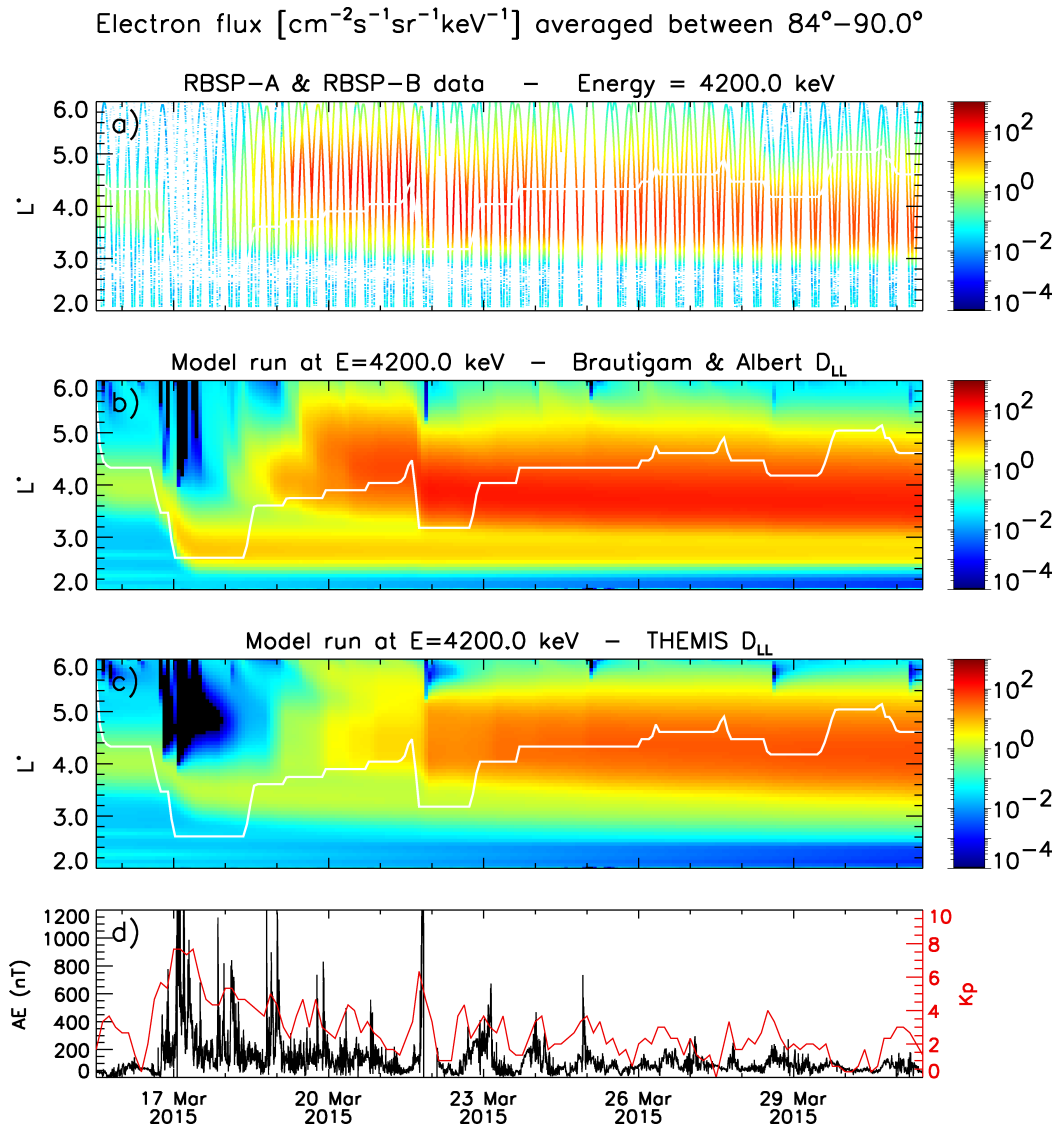 Electron flux [cm⁻²s⁻¹sr⁻¹keV⁻¹] averaged between 84°−90.0°
RBSP−A & RBSP−B data − Energy = 4200.0 keV
a)
6.0
5.0
4.0
3.0
2.0
L*
10²
10⁰
10⁻²
10⁻⁴
Model run at E=4200.0 keV − Brautigam & Albert D_LL
b)
6.0
5.0
4.0
3.0
2.0
L*
10²
10⁰
10⁻²
10⁻⁴
Model run at E=4200.0 keV − THEMIS D_LL
c)
6.0
5.0
4.0
3.0
2.0
L*
10²
10⁰
10⁻²
10⁻⁴
d)
1200
1000
800
600
400
200
0
AE (nT)
10
8
6
4
2
0
Kp
17 Mar 20 Mar 23 Mar 26 Mar 29 Mar
2015 2015 2015 2015 2015